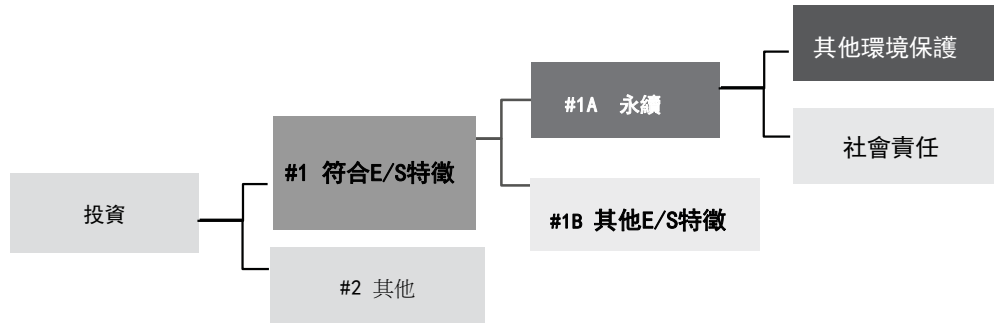 投資
#1 符合E/S特徵
#2 其他
#1A 永續
#1B 其他E/S特徵
其他環境保護
社會責任